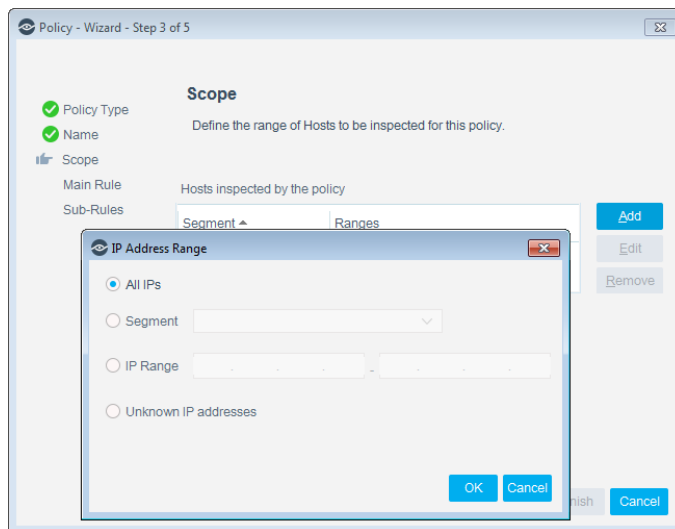 Policy - Wizard - Step 3 of 5
Scope
Define the range of Hosts to be inspected for this policy.
Policy Type
Name
Scope
Main Rule
Sub-Rules
Hosts inspected by the policy
Segment Ranges
Add
Edit
Remove
IP Address Range
All IPs
Segment
IP Range . . . - . . .
Unknown IP addresses
OK Cancel
Cancel